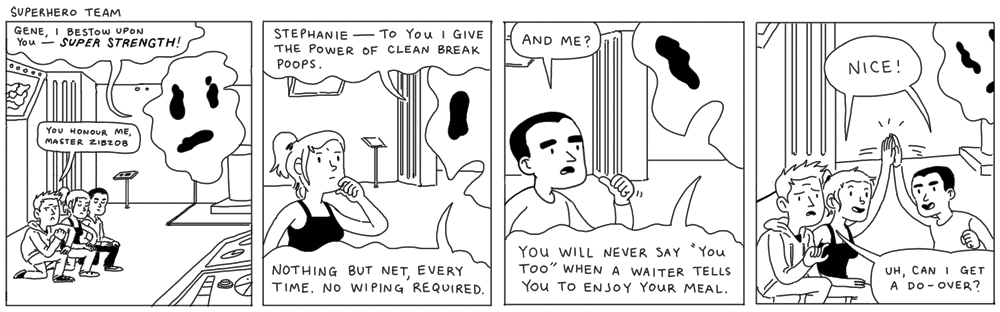 SUPERHERO TEAM
GENE, I BESTOW UPON
YOU — SUPER STRENGTH!
YOU HONOUR ME,
MASTER ZIBZOB
STEPHANIE — TO YOU I GIVE
THE POWER OF CLEAN BREAK
POOPS.
NOTHING BUT NET, EVERY
TIME. NO WIPING REQUIRED.
AND ME?
YOU WILL NEVER SAY "YOU
TOO" WHEN A WAITER TELLS
YOU TO ENJOY YOUR MEAL.
NICE!
UH, CAN I GET
A DO-OVER?